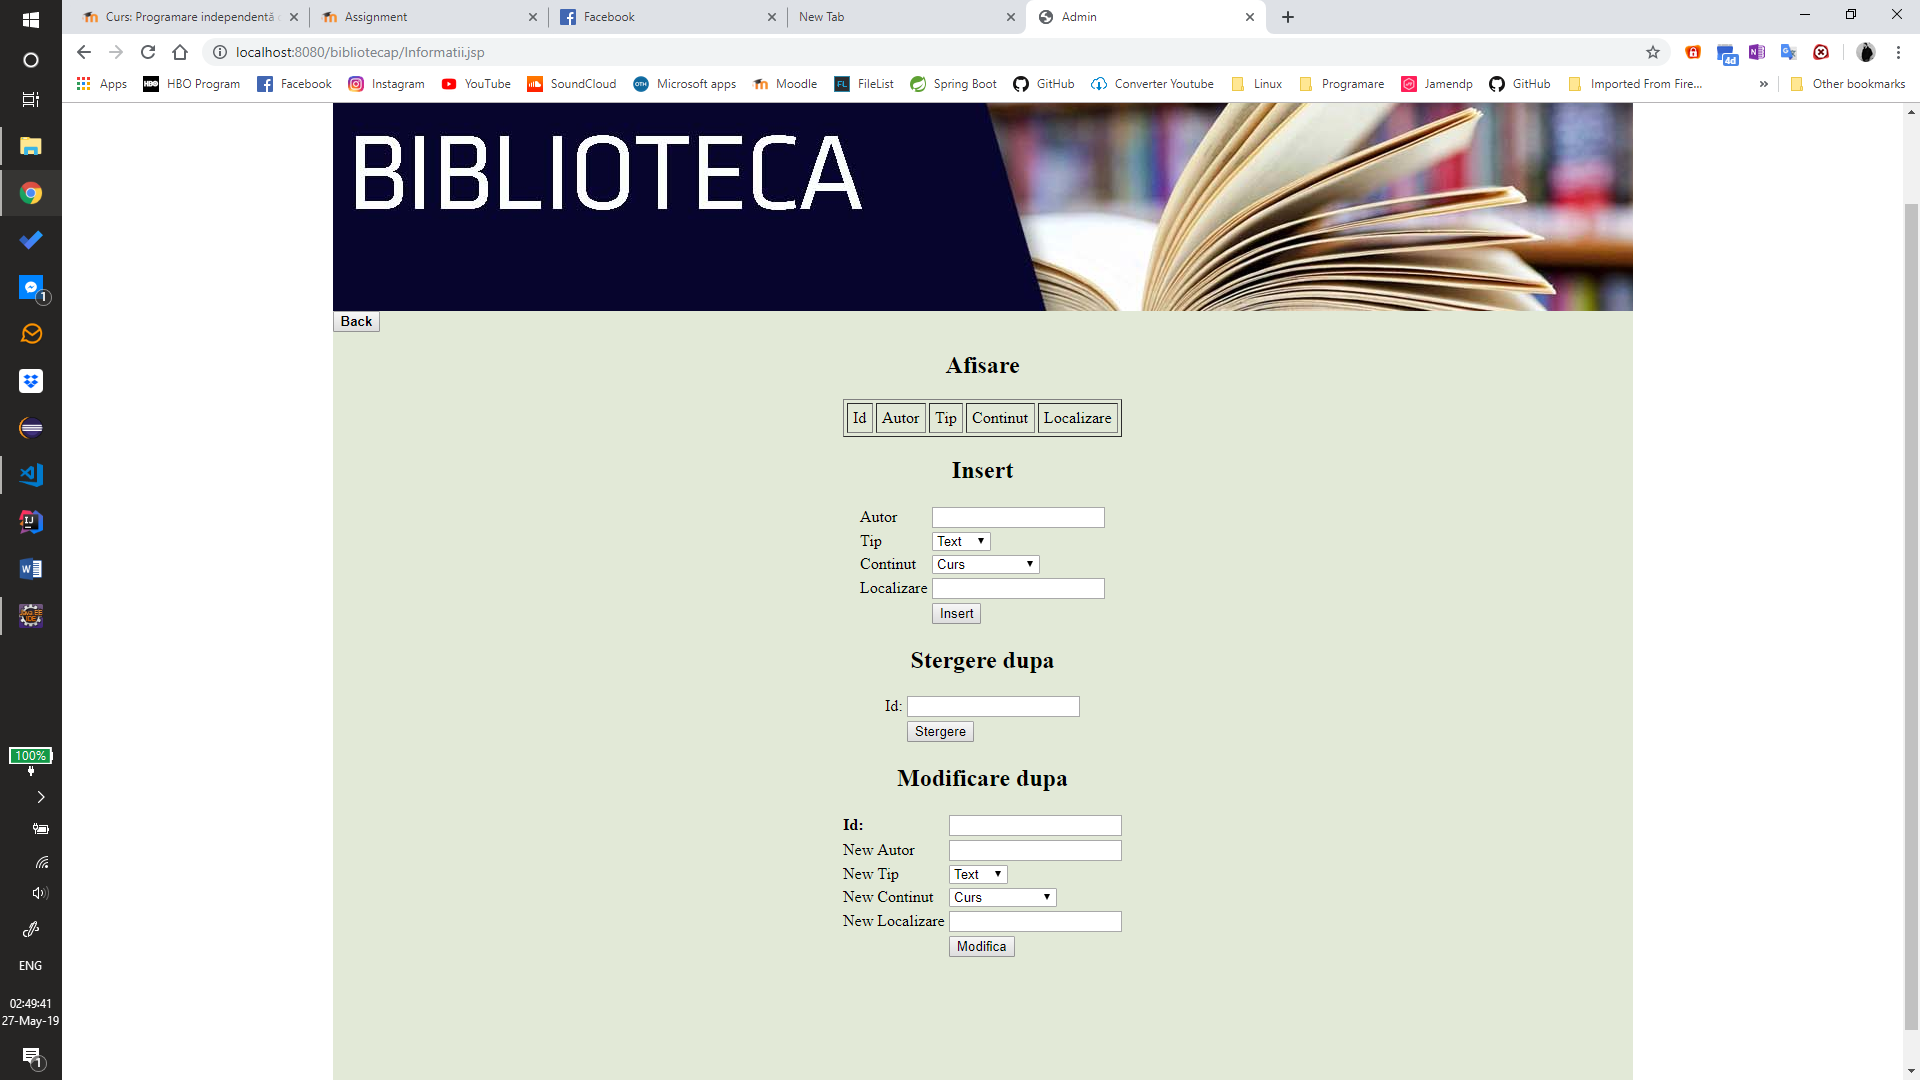 Curs: Programare independentă
Assignment
Facebook
New Tab
Admin
localhost:8080/bibliotecap/Informatii.jsp
4d
Apps
HBO Program
Facebook
Instagram
YouTube
SoundCloud
Microsoft apps
Moodle
FL FileList
Spring Boot
GitHub
Converter Youtube
Linux
Programare
Jamendp
GitHub
Imported From Fire...
»
Other bookmarks
BIBLIOTECA
Back
Afisare
Id Autor Tip Continut Localizare
Insert
Autor
Tip Text
Continut Curs
Localizare
Insert
Stergere dupa
Id:
Stergere
Modificare dupa
Id:
New Autor
New Tip Text
New Continut Curs
New Localizare
Modifica
1
100%
ENG
02:49:41
27-May-19
1